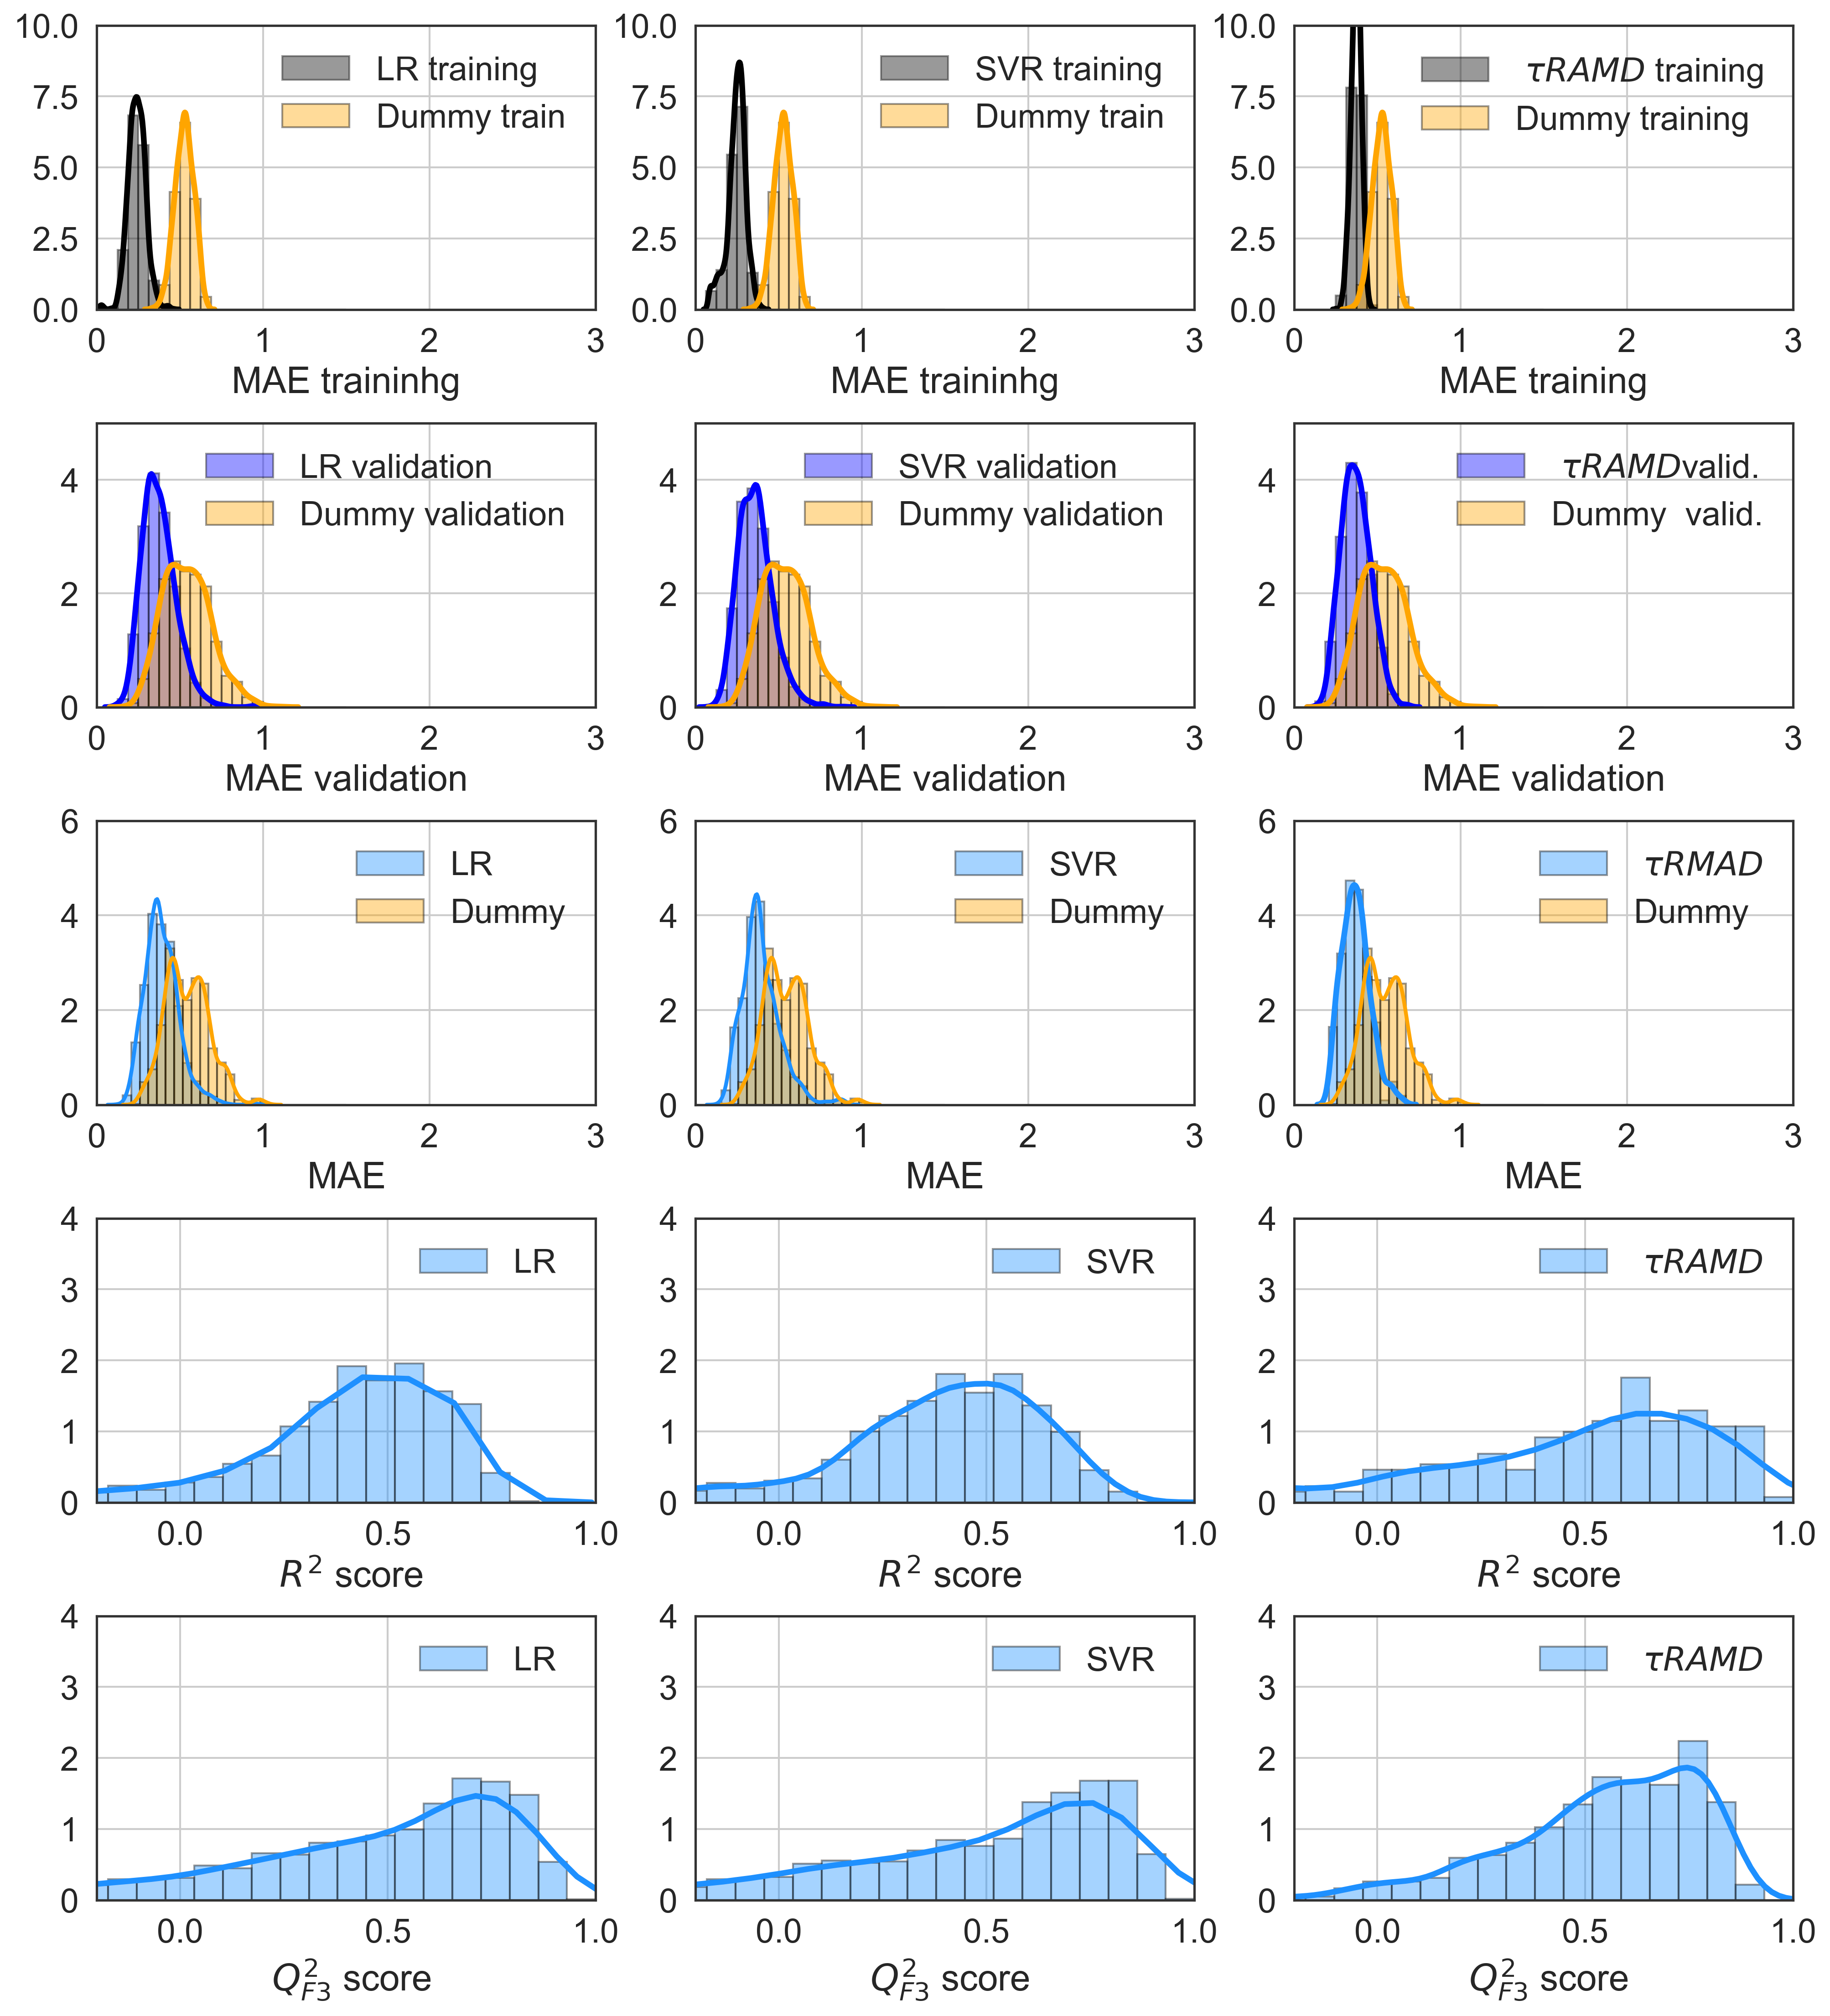 10.0
7.5
5.0
2.5
0.0
LR training
Dummy train
0 1 2 3
MAE traininhg
10.0
7.5
5.0
2.5
0.0
SVR training
Dummy train
0 1 2 3
MAE traininhg
10.0
7.5
5.0
2.5
0.0
τRAMD training
Dummy training
0 1 2 3
MAE training
4
2
0
LR validation
Dummy validation
0 1 2 3
MAE validation
4
2
0
SVR validation
Dummy validation
0 1 2 3
MAE validation
4
2
0
τRAMDvalid.
Dummy valid.
0 1 2 3
MAE validation
6
4
2
0
LR
Dummy
0 1 2 3
MAE
6
4
2
0
SVR
Dummy
0 1 2 3
MAE
6
4
2
0
τRMAD
Dummy
0 1 2 3
MAE
4
3
2
1
0
LR
0.0 0.5 1.0
R² score
4
3
2
1
0
SVR
0.0 0.5 1.0
R² score
4
3
2
1
0
τRAMD
0.0 0.5 1.0
R² score
4
3
2
1
0
LR
0.0 0.5 1.0
Q²F3 score
4
3
2
1
0
SVR
0.0 0.5 1.0
Q²F3 score
4
3
2
1
0
τRAMD
0.0 0.5 1.0
Q²F3 score